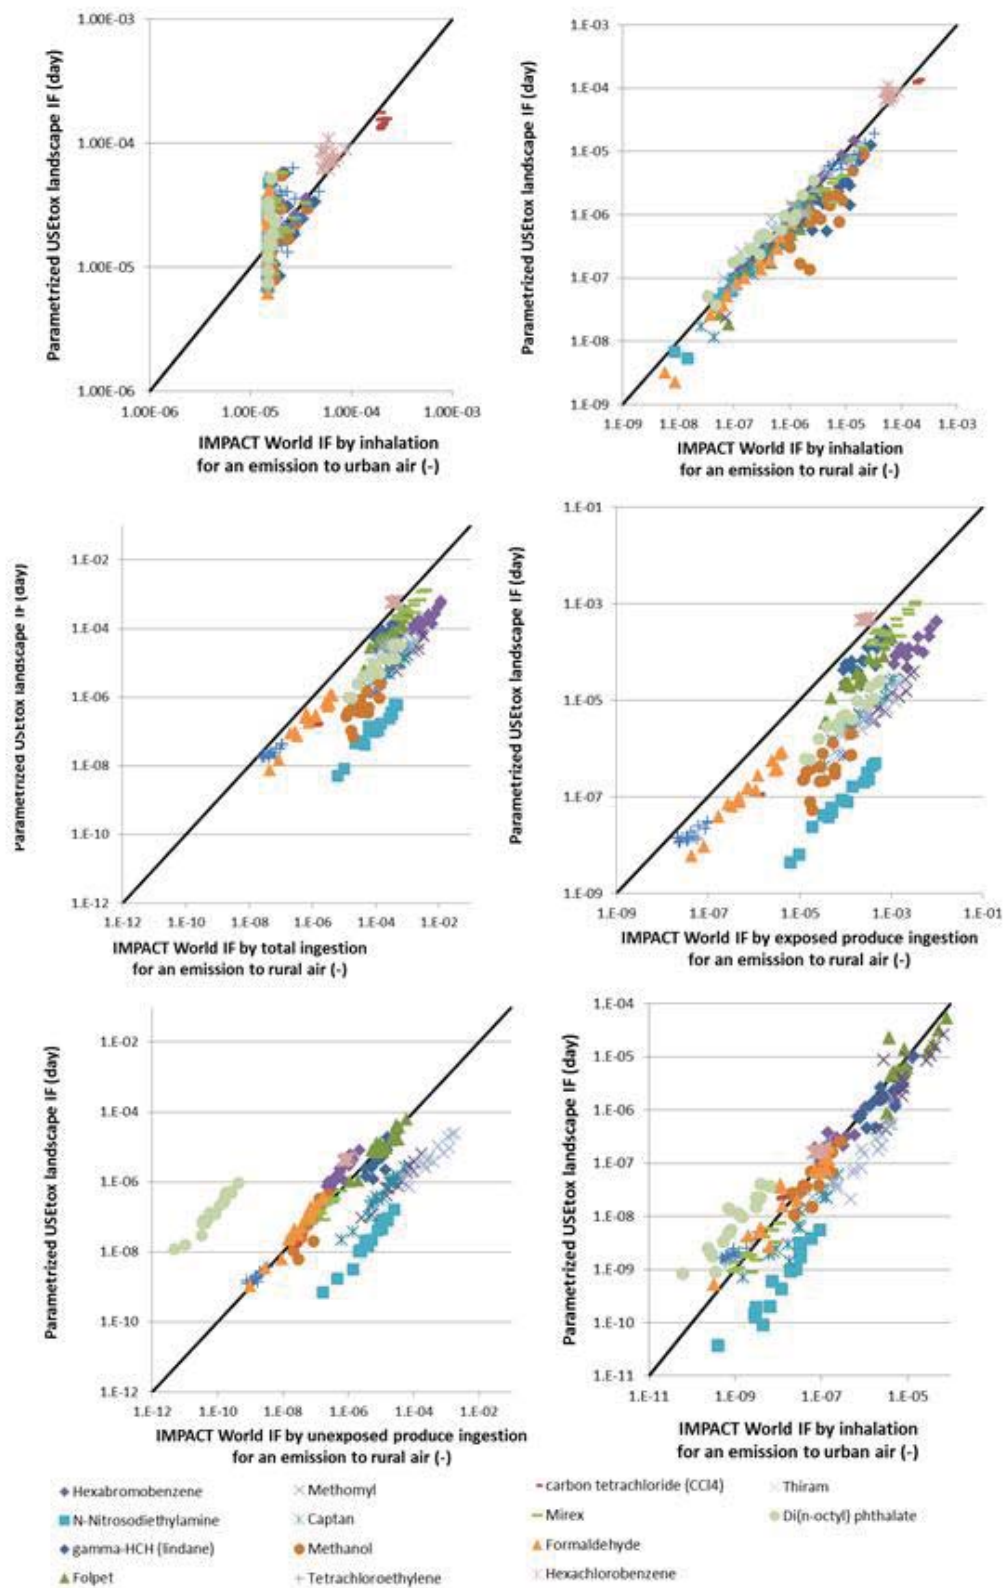 1.00E-03
1.00E-04
1.00E-05
1.00E-06
Parametrized USEtox landscape IF (day)
1.00E-06 1.00E-05 1.00E-04 1.00E-03
IMPACT World IF by inhalation
for an emission to urban air (-)
1.E-03
1.E-04
1.E-05
1.E-06
1.E-07
1.E-08
1.E-09
Parametrized USEtox landscape IF (day)
1.E-09 1.E-08 1.E-07 1.E-06 1.E-05 1.E-04 1.E-03
IMPACT World IF by inhalation
for an emission to rural air (-)
1.E-02
1.E-04
1.E-06
1.E-08
1.E-10
1.E-12
Parametrized USEtox landscape IF (day)
1.E-12 1.E-10 1.E-08 1.E-06 1.E-04 1.E-02
IMPACT World IF by total ingestion
for an emission to rural air (-)
1.E-01
1.E-03
1.E-05
1.E-07
1.E-09
Parametrized USEtox landscape IF (day)
1.E-09 1.E-07 1.E-05 1.E-03 1.E-01
IMPACT World IF by exposed produce ingestion
for an emission to rural air (-)
1.E-02
1.E-04
1.E-06
1.E-08
1.E-10
1.E-12
Parametrized USEtox landscape IF (day)
1.E-12 1.E-10 1.E-08 1.E-06 1.E-04 1.E-02
IMPACT World IF by unexposed produce ingestion
for an emission to rural air (-)
1.E-04
1.E-05
1.E-06
1.E-07
1.E-08
1.E-09
1.E-10
1.E-11
Parametrized USEtox landscape IF (day)
1.E-11 1.E-09 1.E-07 1.E-05
IMPACT World IF by inhalation
for an emission to urban air (-)
Hexabromobenzene Methomyl carbon tetrachloride (CCl4) Thiram
N-Nitrosodiethylamine Captan Mirex Di(n-octyl) phthalate
gamma-HCH (lindane) Methanol Formaldehyde
Folpet Tetrachloroethylene Hexachlorobenzene